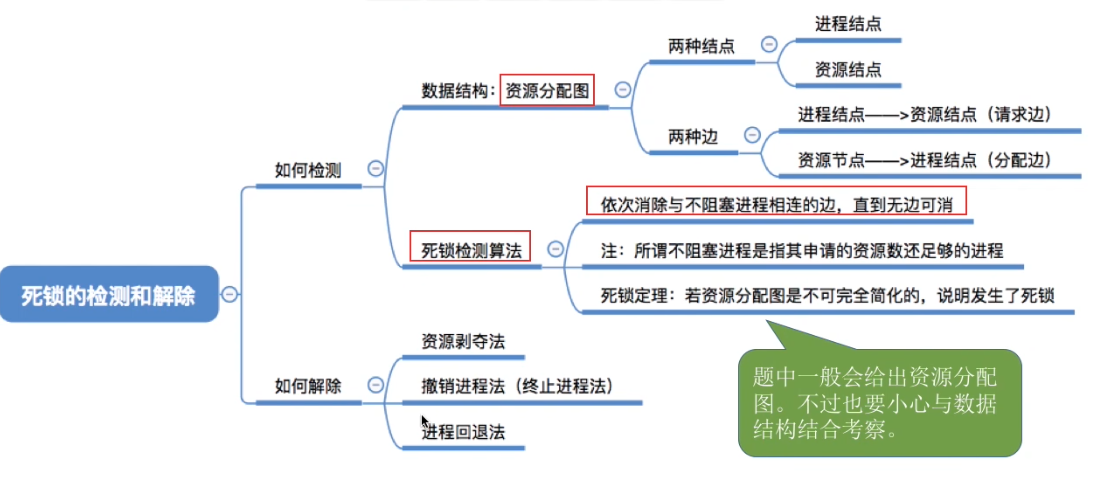 死锁的检测和解除
如何检测
数据结构：资源分配图
两种结点
进程结点
资源结点
两种边
进程结点——>资源结点（请求边）
资源节点——>进程结点（分配边）
死锁检测算法
依次消除与不阻塞进程相连的边，直到无边可消
注：所谓不阻塞进程是指其申请的资源数还足够的进程
死锁定理：若资源分配图是不可完全简化的，说明发生了死锁
题中一般会给出资源分配
图。不过也要小心与数据
结构结合考察。
如何解除
资源剥夺法
撤销进程法（终止进程法）
进程回退法